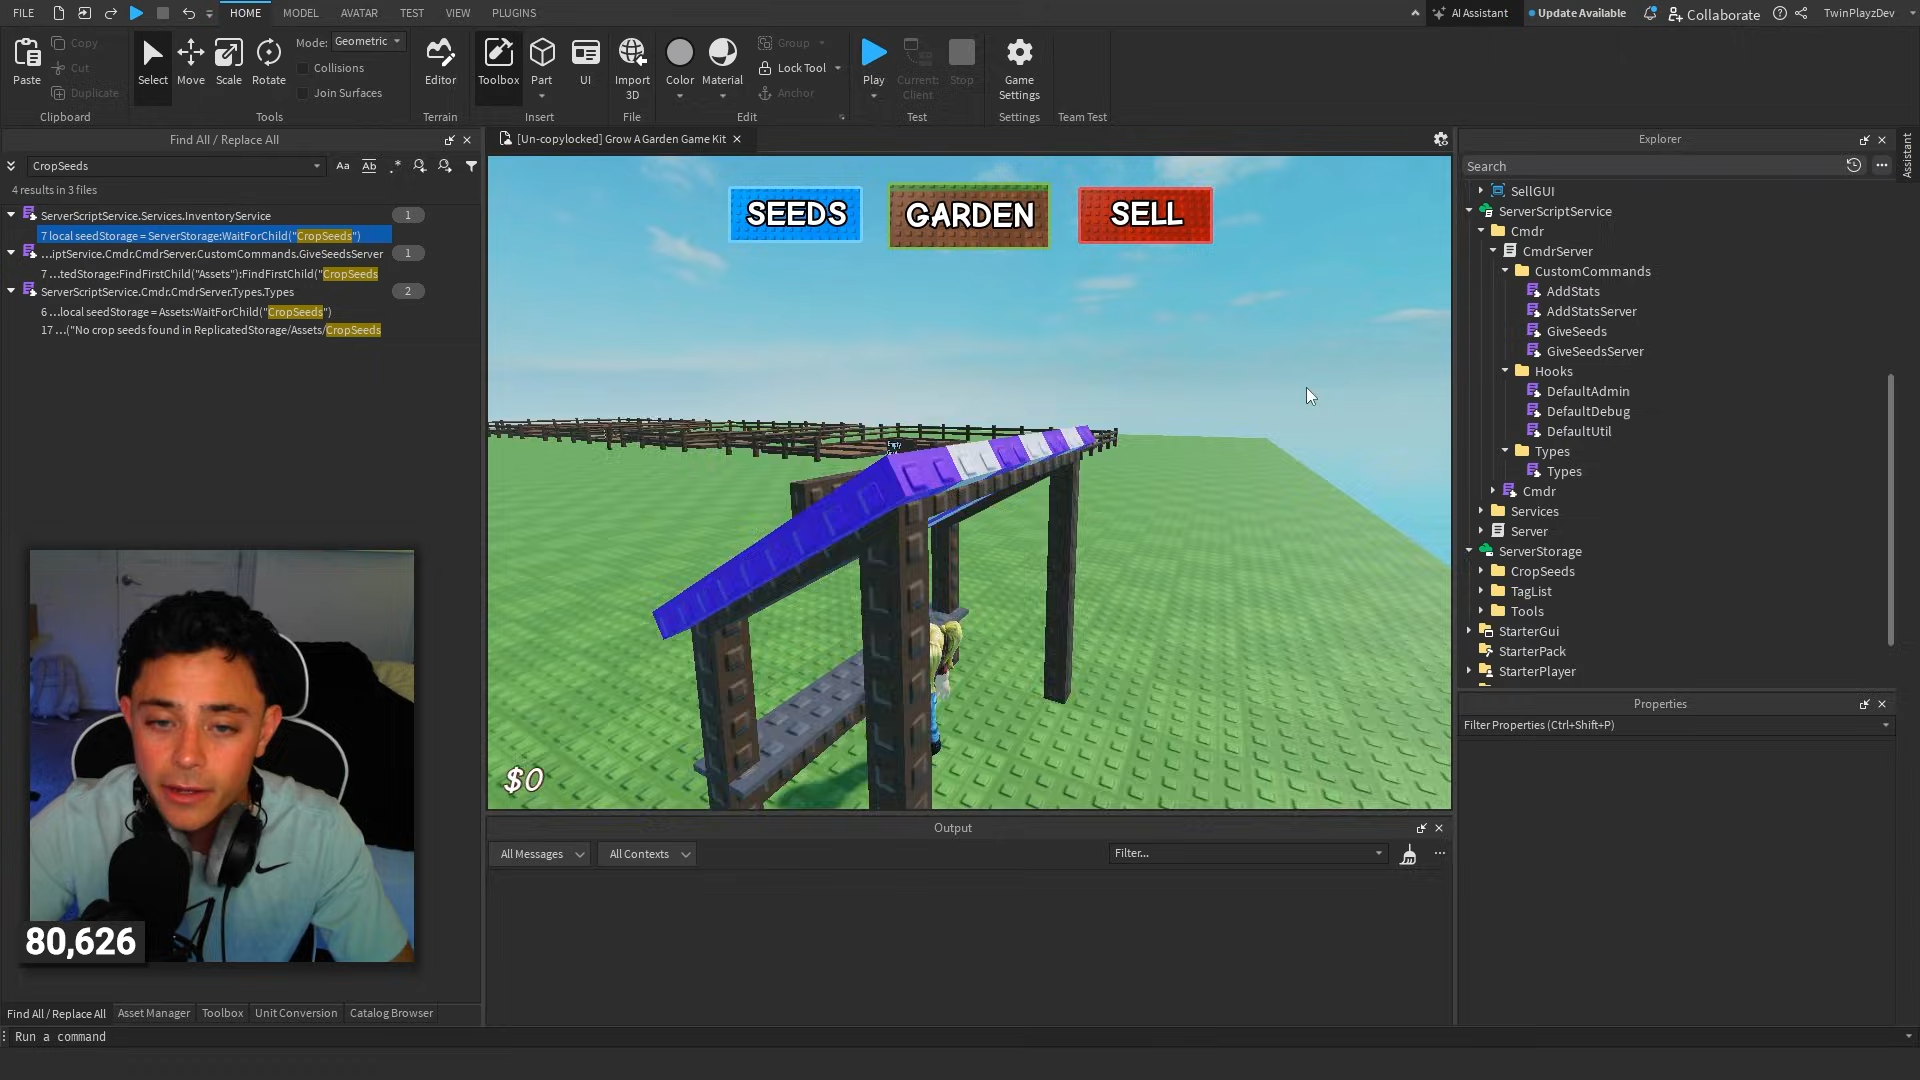 FILE
HOME
MODEL
AVATAR
TEST
VIEW
PLUGINS
AI Assistant
Update Available
Collaborate
TwinPlayzDev
Paste
Copy
Cut
Duplicate
Clipboard
Select
Move
Scale
Rotate
Mode: Geometric
Collisions
Join Surfaces
Tools
Editor
Terrain
Toolbox
Part
UI
Insert
Import
3D
File
Color
Material
Group
Lock Tool
Anchor
Edit
Play
Current:
Client
Stop
Test
Game
Settings
Settings
Team Test
Find All / Replace All
CropSeeds
Aa
Ab
.*
4 results in 3 files
ServerScriptService.Services.InventoryService 1
7 local seedStorage = ServerStorage:WaitForChild("CropSeeds")
...iptService.Cmdr.CmdrServer.CustomCommands.GiveSeedsServer 1
7 ...tedStorage:FindFirstChild("Assets"):FindFirstChild("CropSeeds
ServerScriptService.Cmdr.CmdrServer.Types.Types 2
6 ...local seedStorage = Assets:WaitForChild("CropSeeds")
17 ...("No crop seeds found in ReplicatedStorage/Assets/CropSeeds
80,626
Find All / Replace All
Asset Manager
Toolbox
Unit Conversion
Catalog Browser
Run a command
[Un-copylocked] Grow A Garden Game Kit
SEEDS
GARDEN
SELL
$0
Output
All Messages
All Contexts
Filter...
Explorer
Assistant
Search
SellGUI
ServerScriptService
Cmdr
CmdrServer
CustomCommands
AddStats
AddStatsServer
GiveSeeds
GiveSeedsServer
Hooks
DefaultAdmin
DefaultDebug
DefaultUtil
Types
Types
Cmdr
Services
Server
ServerStorage
CropSeeds
TagList
Tools
StarterGui
StarterPack
StarterPlayer
Properties
Filter Properties (Ctrl+Shift+P)